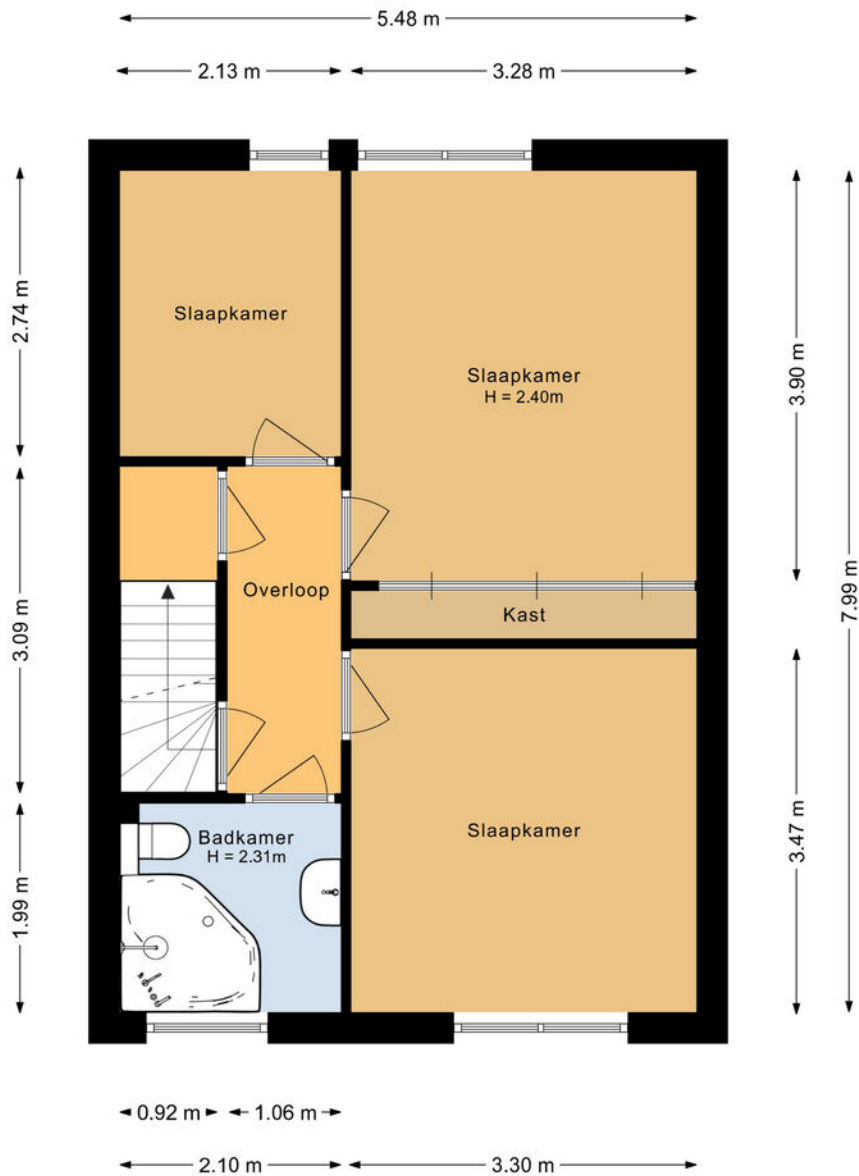 5.48 m
2.13 m
3.28 m
2.74 m
3.09 m
1.99 m
Slaapkamer
Slaapkamer
H = 2.40m
Overloop
Kast
Badkamer
H = 2.31m
Slaapkamer
3.90 m
3.47 m
7.99 m
0.92 m
1.06 m
2.10 m
3.30 m